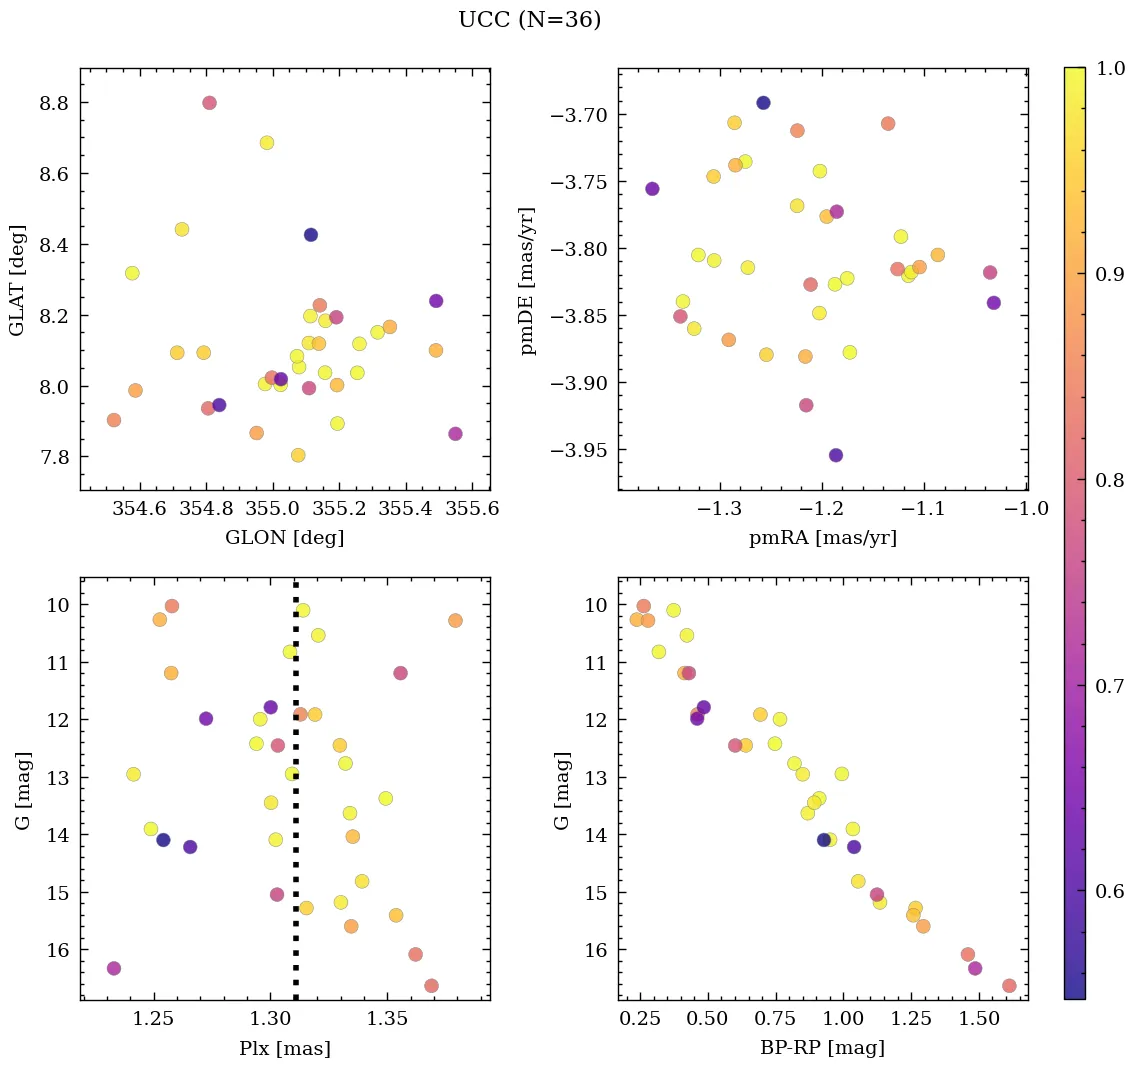 UCC (N=36)
8.8
8.6
8.4
8.2
8.0
7.8
GLAT [deg]
354.6 354.8 355.0 355.2 355.4 355.6
GLON [deg]
−3.70
−3.75
−3.80
−3.85
−3.90
−3.95
pmDE [mas/yr]
−1.3 −1.2 −1.1 −1.0
pmRA [mas/yr]
10
11
12
13
14
15
16
G [mag]
1.25 1.30 1.35
Plx [mas]
10
11
12
13
14
15
16
G [mag]
0.25 0.50 0.75 1.00 1.25 1.50
BP-RP [mag]
1.0
0.9
0.8
0.7
0.6